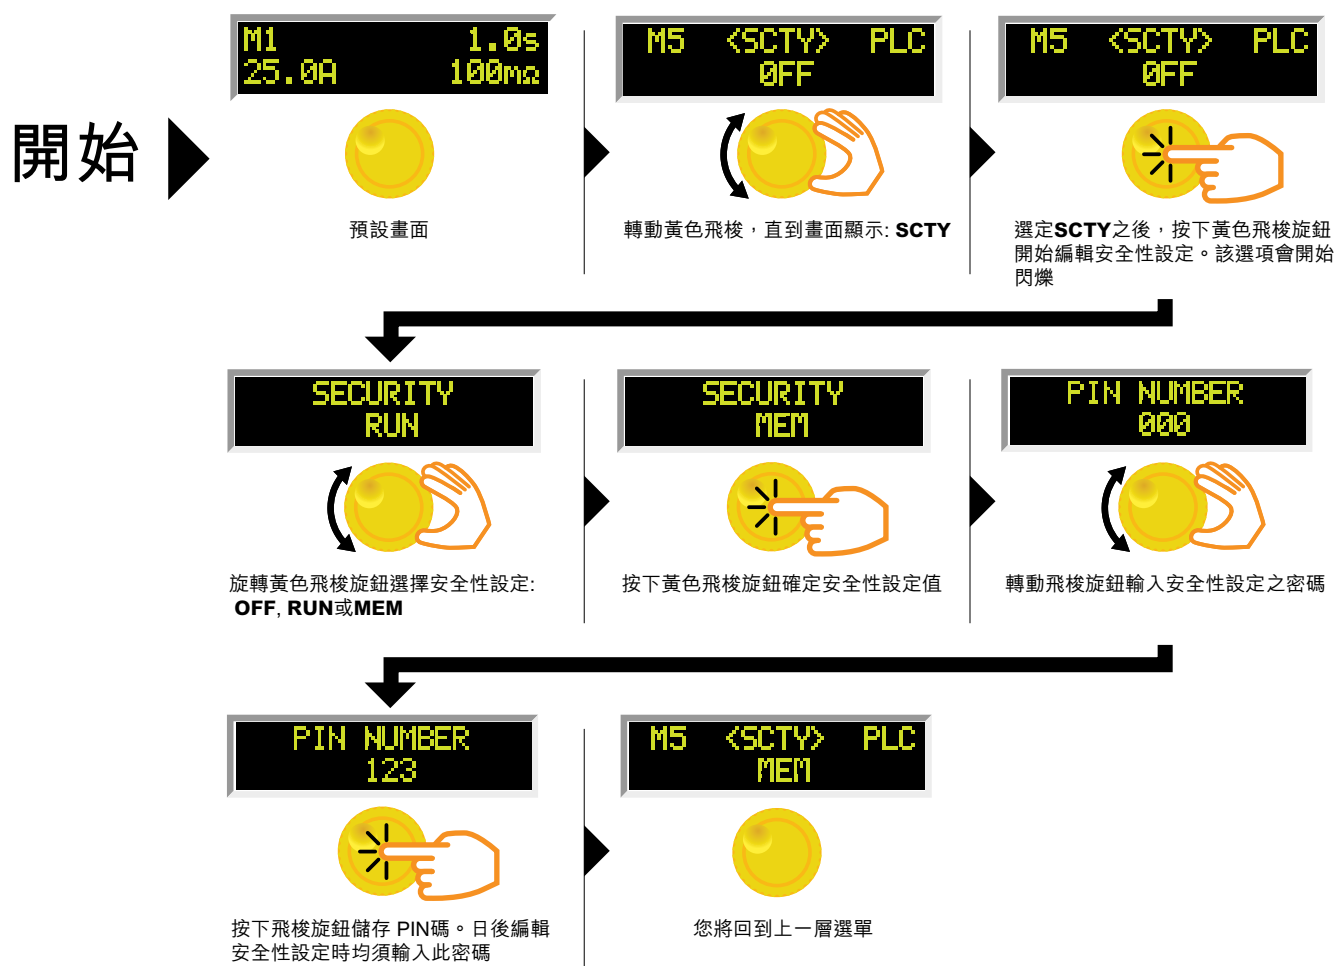 開始
M1 1.0s
25.0A 100mΩ
預設畫面
M5 <SCTY> PLC
0FF
轉動黃色飛梭，直到畫面顯示: SCTY
M5 <SCTY> PLC
0FF
選定SCTY之後，按下黃色飛梭旋鈕
開始編輯安全性設定。該選項會開始
閃爍
SECURITY
RUN
旋轉黃色飛梭旋鈕選擇安全性設定:
OFF, RUN或MEM
SECURITY
MEM
按下黃色飛梭旋鈕確定安全性設定值
PIN NUMBER
000
轉動飛梭旋鈕輸入安全性設定之密碼
PIN NUMBER
123
按下飛梭旋鈕儲存 PIN碼。日後編輯
安全性設定時均須輸入此密碼
M5 <SCTY> PLC
MEM
您將回到上一層選單